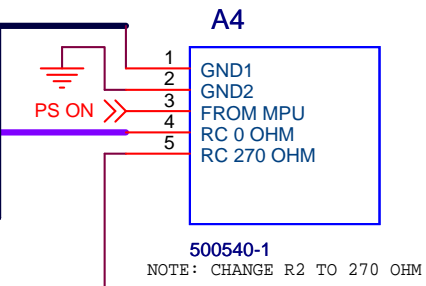 A4
1 GND1
2 GND2
PS ON 3 FROM MPU
4 RC 0 OHM
5 RC 270 OHM
500540-1
NOTE: CHANGE R2 TO 270 OHM